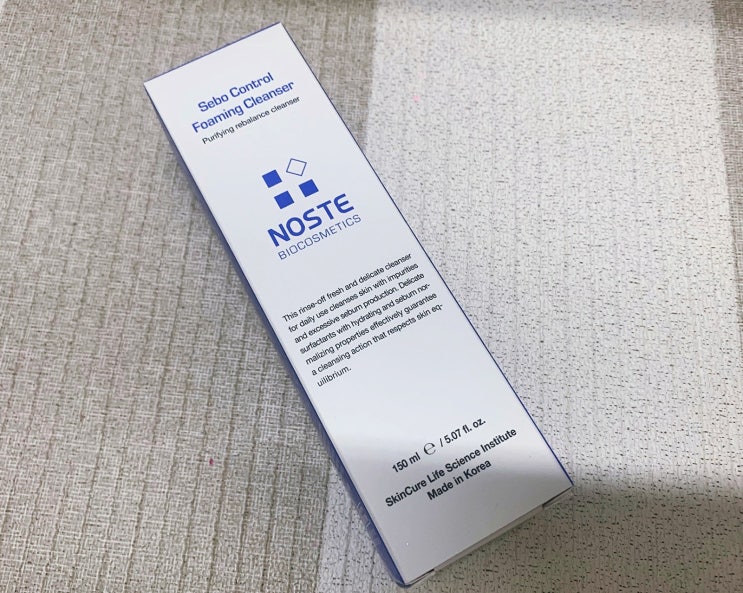 Sebo Control
Foaming Cleanser
Purifying rebalance cleanser
NOSTE
BIOCOSMETICS
This rinse-off fresh and delicate cleanser
for daily use cleanses skin with impurities
and excessive sebum production. Delicate
surfactants with hydrating and sebum nor-
malizing properties effectively guarantee
a cleansing action that respects skin eq-
uilibrium.
150 ml ℮ / 5.07 fl. oz.
SkinCure Life Science Institute
Made in Korea